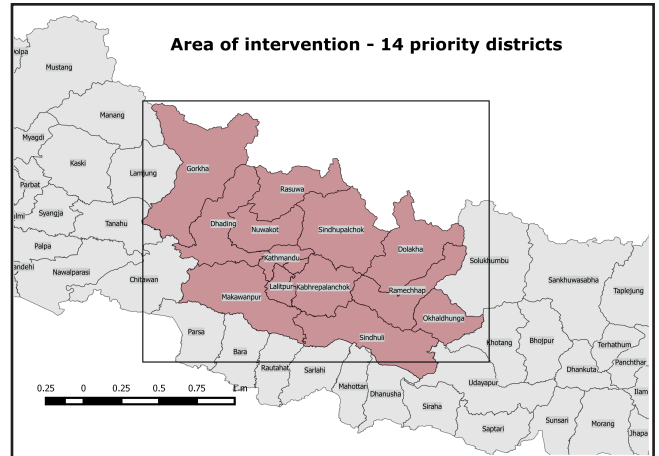 Area of intervention - 14 priority districts
Mustang
Manang
Myagdi
Kaski
Lamjung
Gorkha
Rasuwa
Parbat
Syangja
Tanahu
Dhading
Nuwakot
Sindhupalchok
Dolakha
Palpa
Kathmandu
Solukhumbu
Nawalparasi
Chitawan
Lalitpur
Kabhrepalanchok
Ramechhap
Sankhuwasabha
Taplejung
Makawanpur
Okhaldhunga
Parsa
Sindhuli
Khotang
Bhojpur
Terhathum
Bara
Panchthar
Rautahat
Sarlahi
Dhankuta
Mahottari
Dhanusha
Udayapur
Siraha
Saptari
Sunsari
Morang
0.25 0 0.25 0.5 0.75